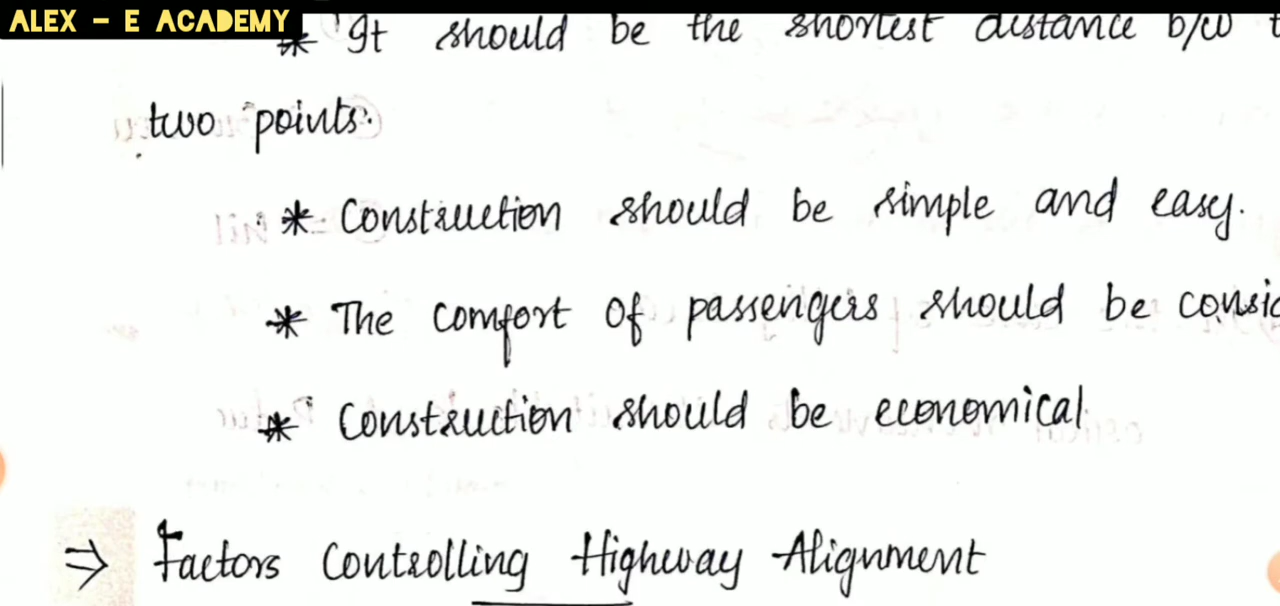 ALEX - E ACADEMY
* It should be the shortest distance b/w
two points.
* Construction should be simple and easy.
* The comfort of passengers should be
* Construction should be economical
⇒ Factors Controlling Highway Alignment